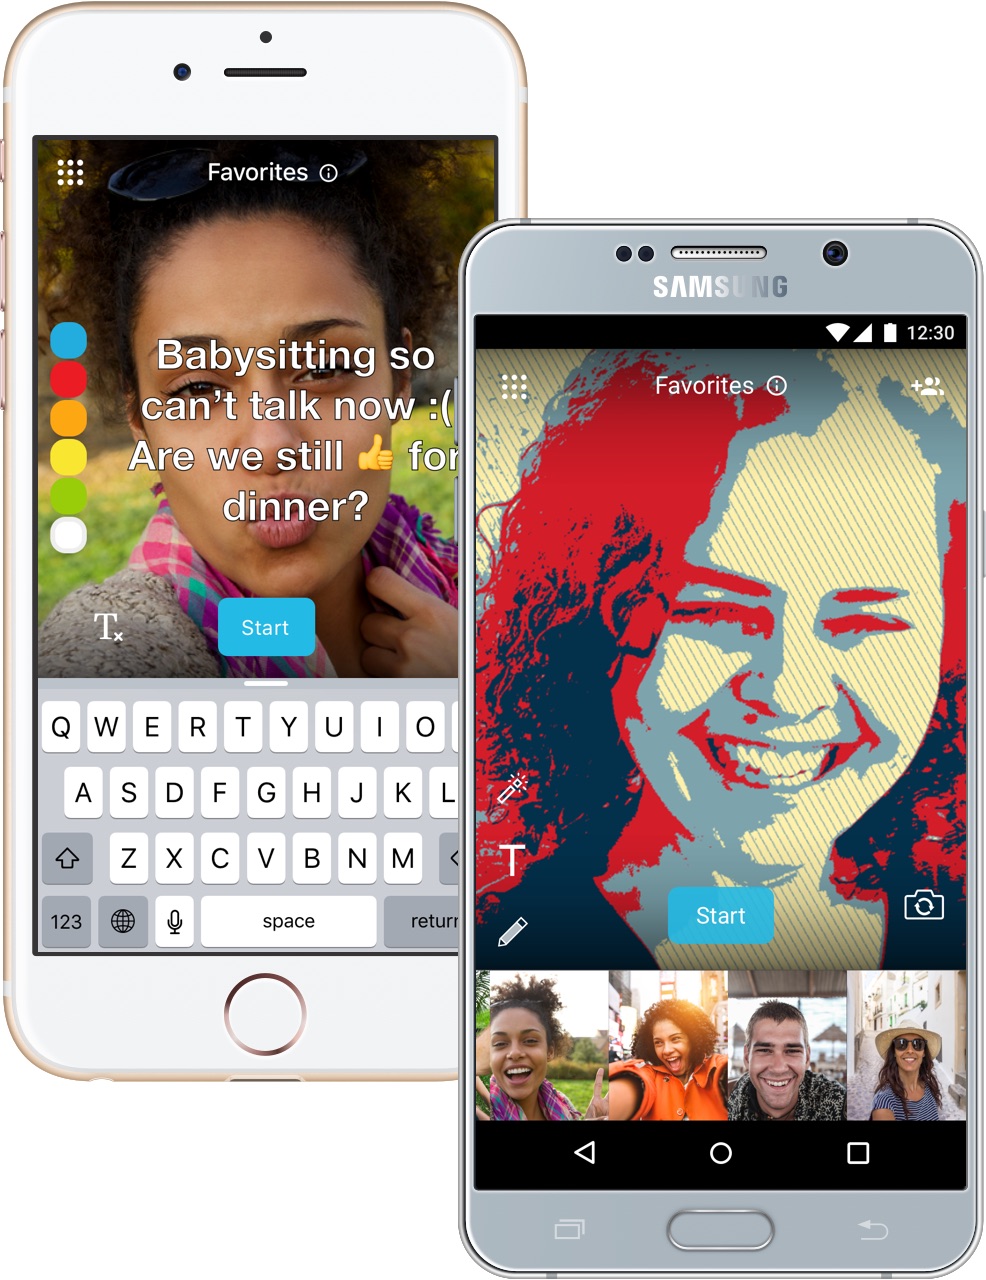 Favorites
Babysitting so
can't talk now :(
Are we still 👍 for
dinner?
Start
Q W E R T Y U I O
A S D F G H J K L
Z X C V B N M
123 space return
SAMSUNG
12:30
Favorites
T
Start